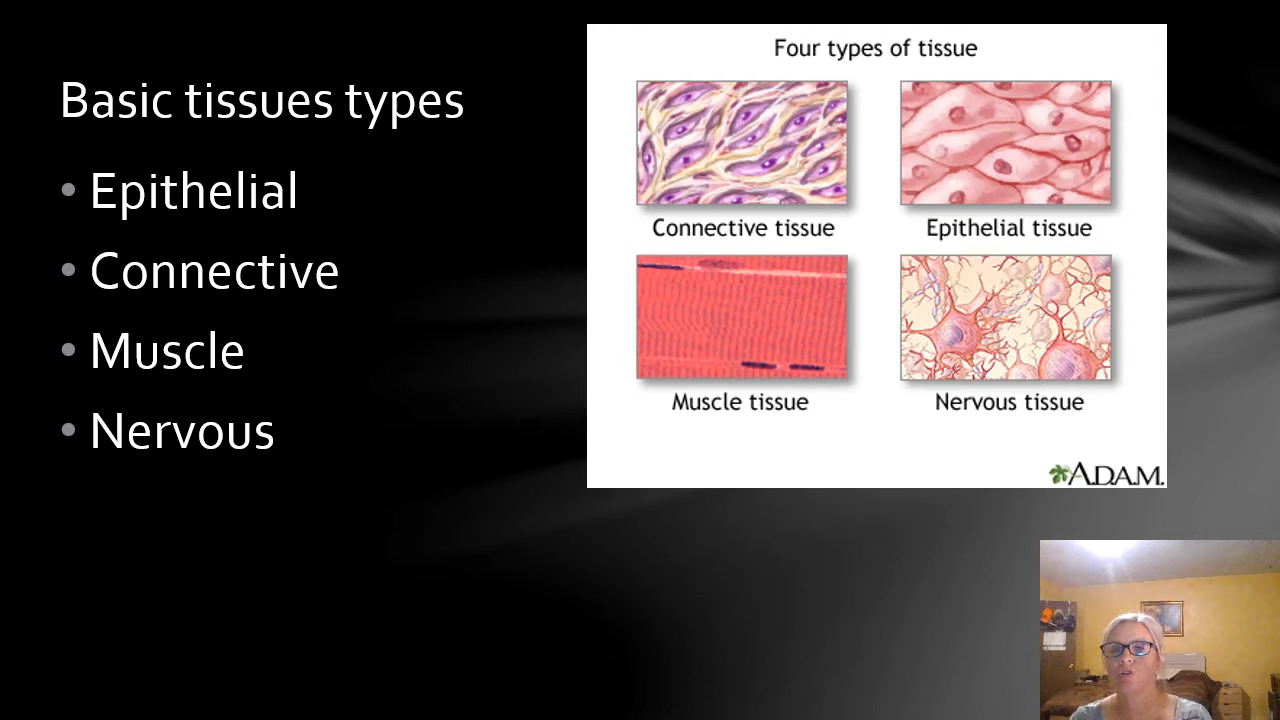 Basic tissues types
• Epithelial
• Connective
• Muscle
• Nervous
Four types of tissue
Connective tissue
Epithelial tissue
Muscle tissue
Nervous tissue
A.D.A.M.